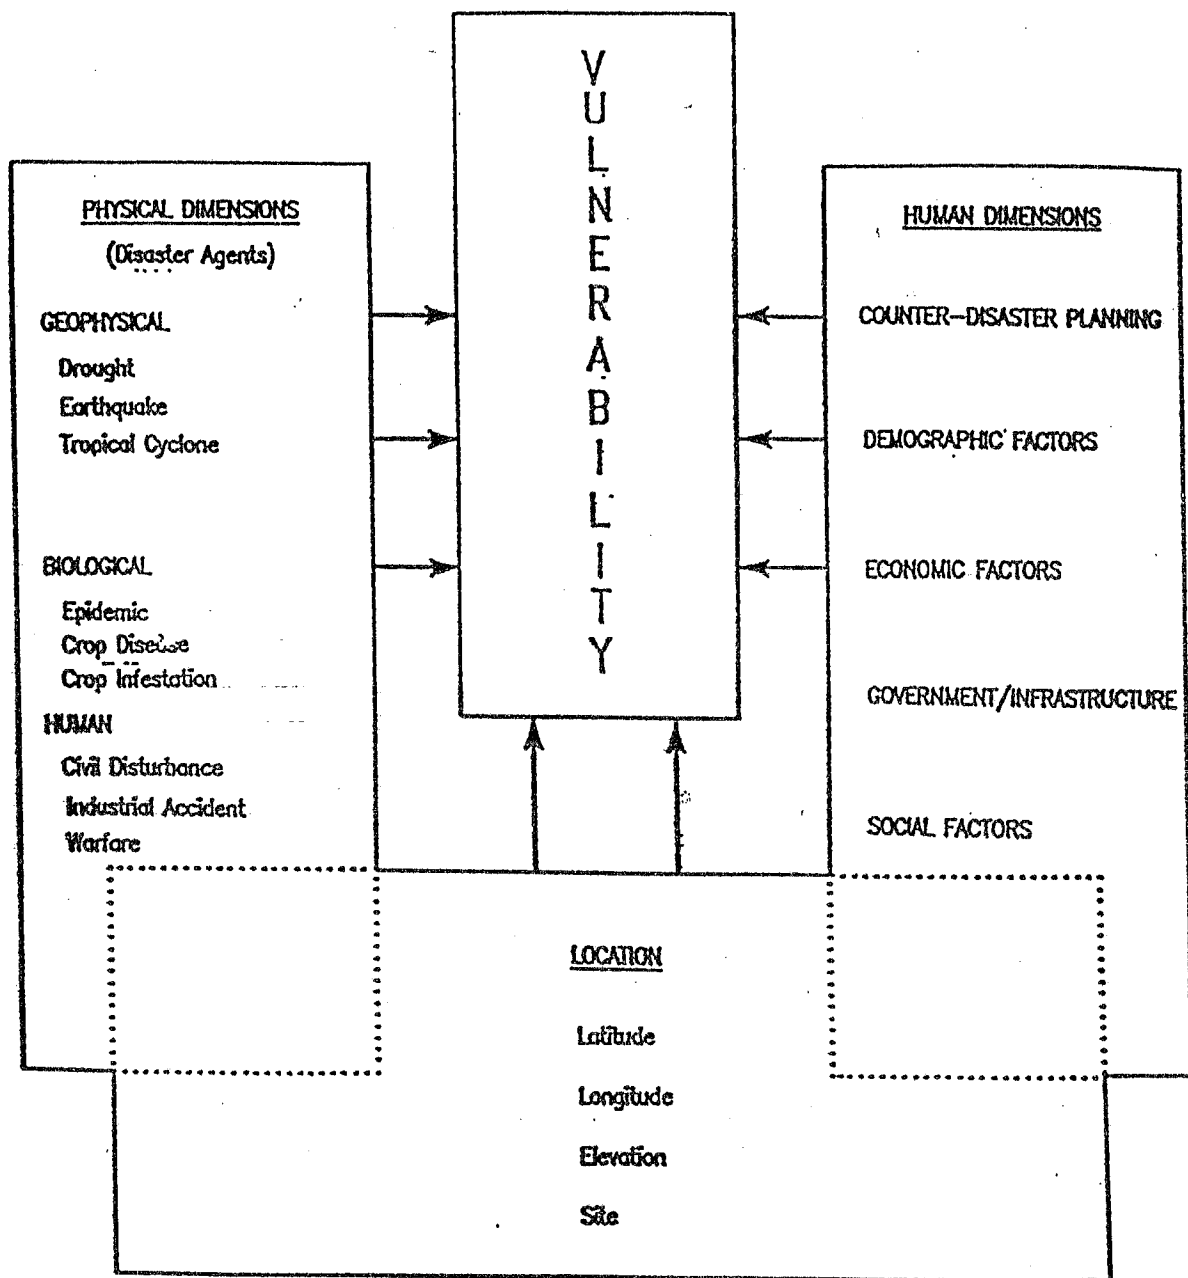 VULNERABILITY
PHYSICAL DIMENSIONS
(Disaster Agents)
GEOPHYSICAL
Drought
Earthquake
Tropical Cyclone
BIOLOGICAL
Epidemic
Crop Disease
Crop Infestation
HUMAN
Civil Disturbance
Industrial Accident
Warfare
HUMAN DIMENSIONS
COUNTER-DISASTER PLANNING
DEMOGRAPHIC FACTORS
ECONOMIC FACTORS
GOVERNMENT/INFRASTRUCTURE
SOCIAL FACTORS
LOCATION
Latitude
Longitude
Elevation
Site